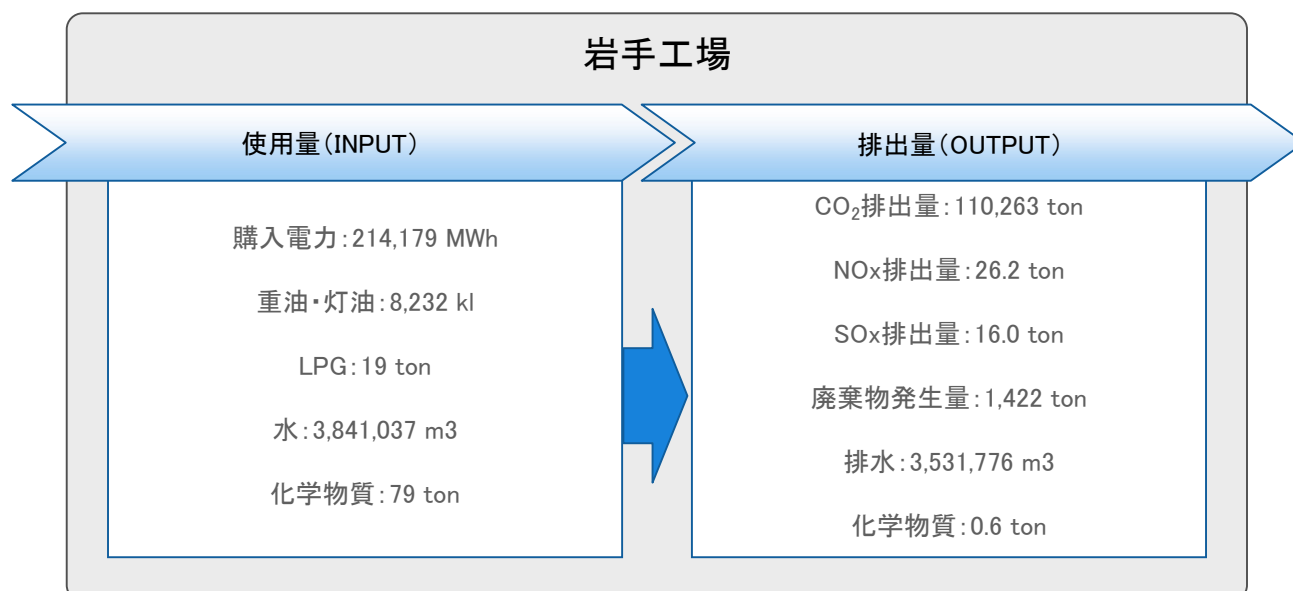 岩手工場
使用量(INPUT)
排出量(OUTPUT)
購入電力:214,179 MWh
重油・灯油:8,232 kl
LPG:19 ton
水:3,841,037 m3
化学物質:79 ton
CO₂排出量:110,263 ton
NOx排出量:26.2 ton
SOx排出量:16.0 ton
廃棄物発生量:1,422 ton
排水:3,531,776 m3
化学物質:0.6 ton